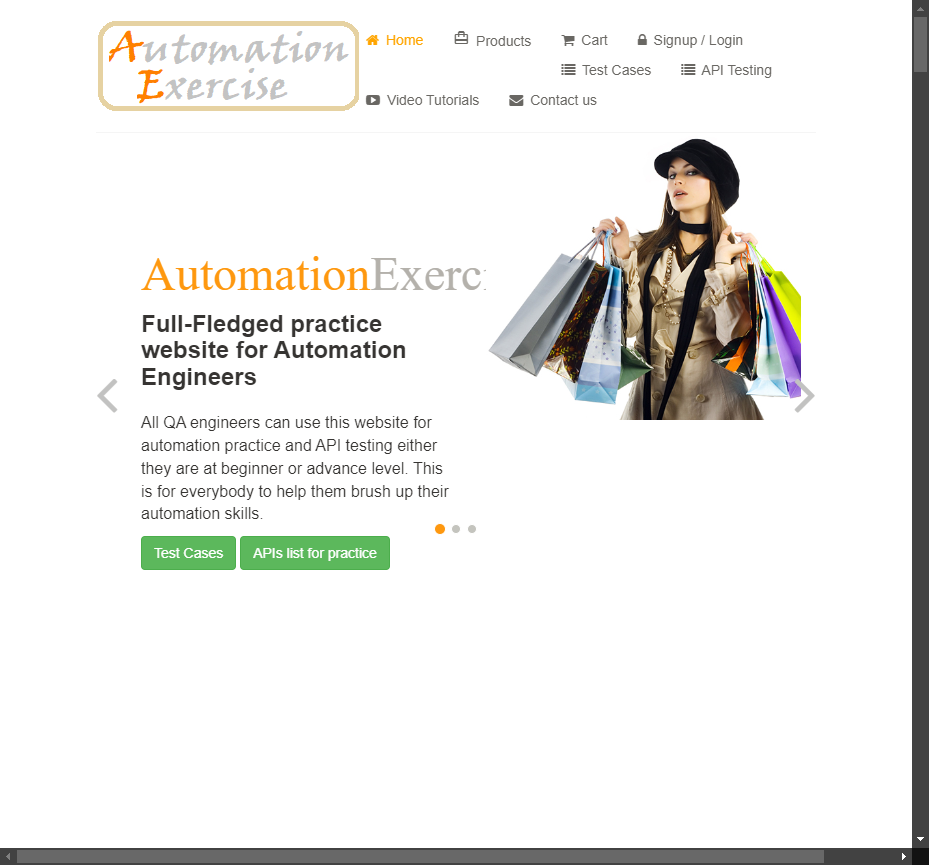 Automation
Exercise
Home
Products
Cart
Signup / Login
Test Cases
API Testing
Video Tutorials
Contact us
AutomationExerci
Full-Fledged practice
website for Automation
Engineers
All QA engineers can use this website for
automation practice and API testing either
they are at beginner or advance level. This
is for everybody to help them brush up their
automation skills.
Test Cases
APIs list for practice